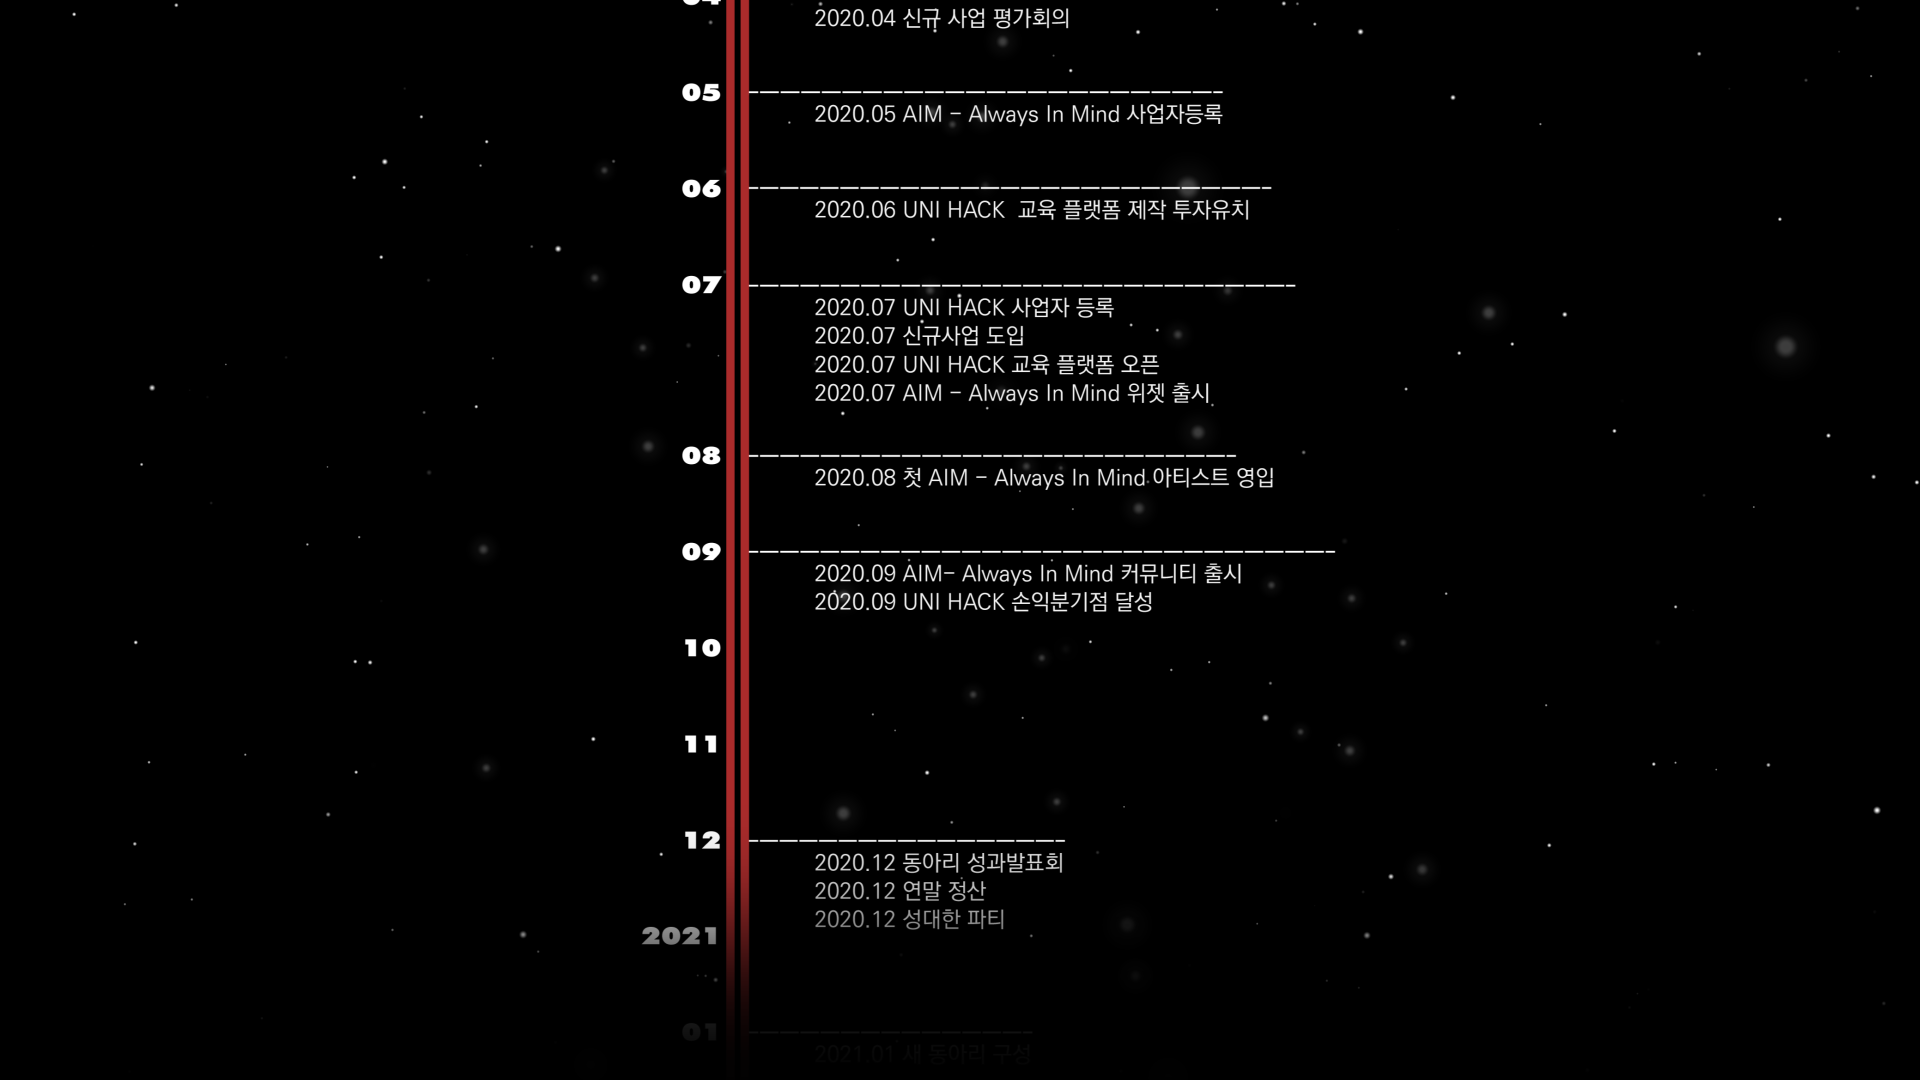 2020.04 신규 사업 평가회의
05
2020.05 AIM - Always In Mind 사업자등록
06
2020.06 UNI HACK 교육 플랫폼 제작 투자유치
07
2020.07 UNI HACK 사업자 등록
2020.07 신규사업 도입
2020.07 UNI HACK 교육 플랫폼 오픈
2020.07 AIM - Always In Mind 위젯 출시
08
2020.08 첫 AIM - Always In Mind 아티스트 영입
09
2020.09 AIM- Always In Mind 커뮤니티 출시
2020.09 UNI HACK 손익분기점 달성
10
11
12
2020.12 동아리 성과발표회
2020.12 연말 정산
2020.12 성대한 파티
2021
01
2021.01 새 동아리 구성